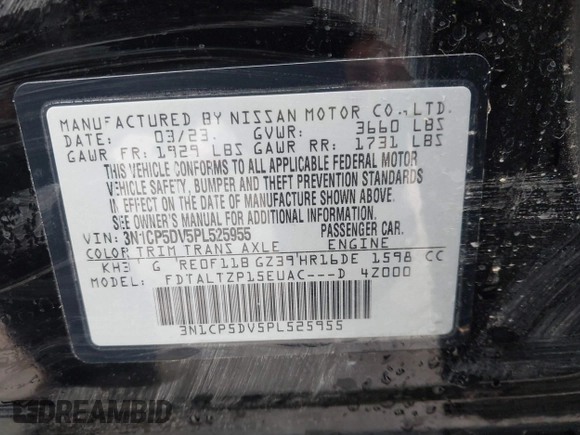 MANUFACTURED BY NISSAN MOTOR CO., LTD.
DATE: 03/23 GVWR: 3660 LBS
GAWR FR: 1929 LBS GAWR RR: 1731 LBS
THIS VEHICLE CONFORMS TO ALL APPLICABLE FEDERAL MOTOR
VEHICLE SAFETY, BUMPER AND THEFT PREVENTION STANDARDS
IN EFFECT ON THE DATE OF MANUFACTURE SHOWN ABOVE.
SEE OWNER'S MANUAL FOR ADDITIONAL INFORMATION.
VIN: 3N1CP5DV5PL525955 PASSENGER CAR.
COLOR TRIM TRANS AXLE ENGINE
KH3 G RE0F11B GZ39 HR16DE 1598 CC
MODEL: FDTALTZP15EUAC---D 4Z000
3N1CP5DV5PL525955
DREAMBID